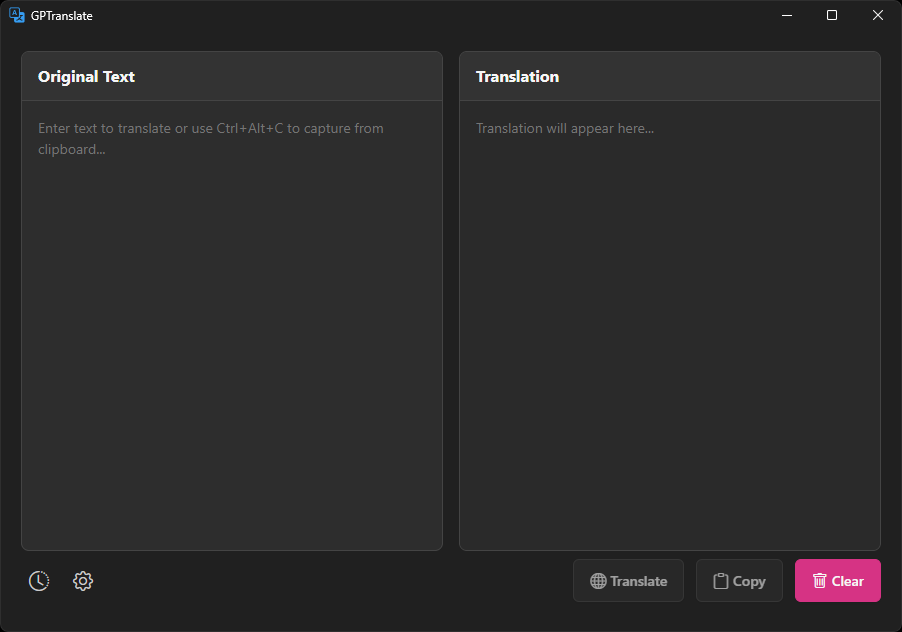 GPTranslate
Original Text
Enter text to translate or use Ctrl+Alt+C to capture from
clipboard...
Translation
Translation will appear here...
Translate
Copy
Clear